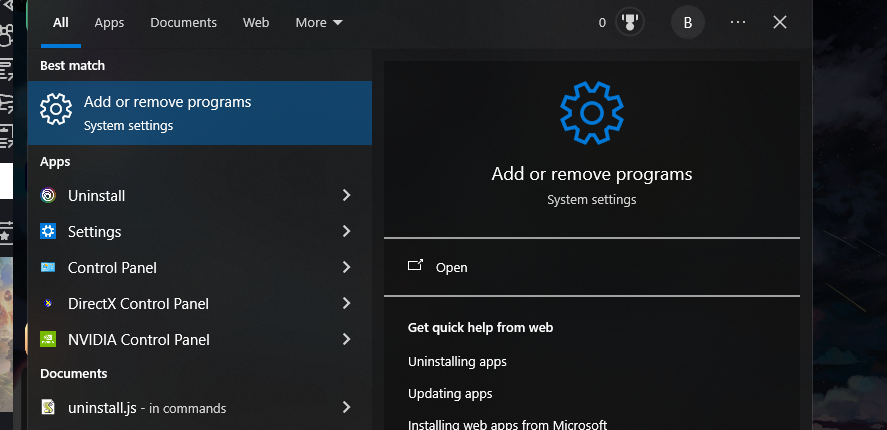 All Apps Documents Web More 0 B
Best match
Add or remove programs
System settings
Apps
Uninstall
Settings
Control Panel
DirectX Control Panel
NVIDIA Control Panel
Documents
uninstall.js - in commands
Add or remove programs
System settings
Open
Get quick help from web
Uninstalling apps
Updating apps
Installing web apps from Microsoft